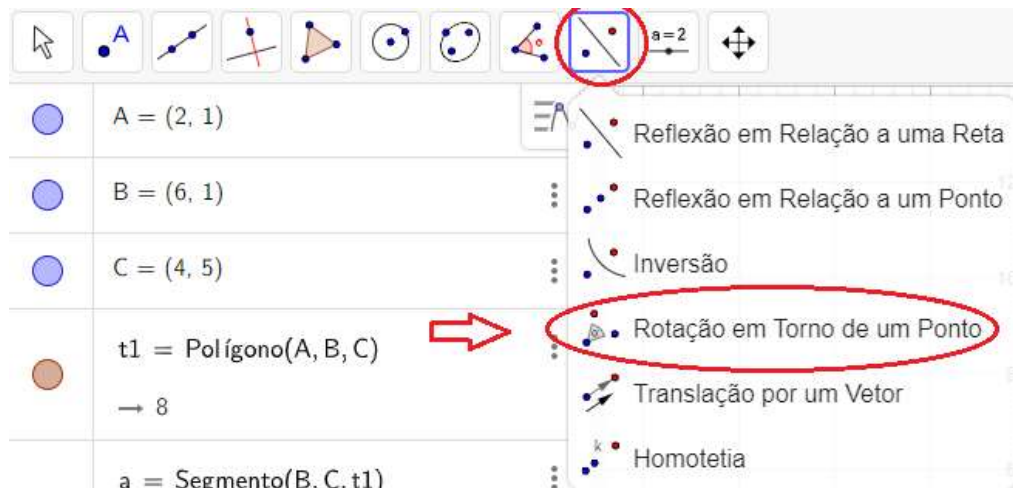 A
a = 2
A = (2, 1)
B = (6, 1)
C = (4, 5)
t1 = Polígono(A, B, C)
→ 8
a = Segmento(B, C, t1)
Reflexão em Relação a uma Reta
Reflexão em Relação a um Ponto
Inversão
Rotação em Torno de um Ponto
Translação por um Vetor
k
Homotetia